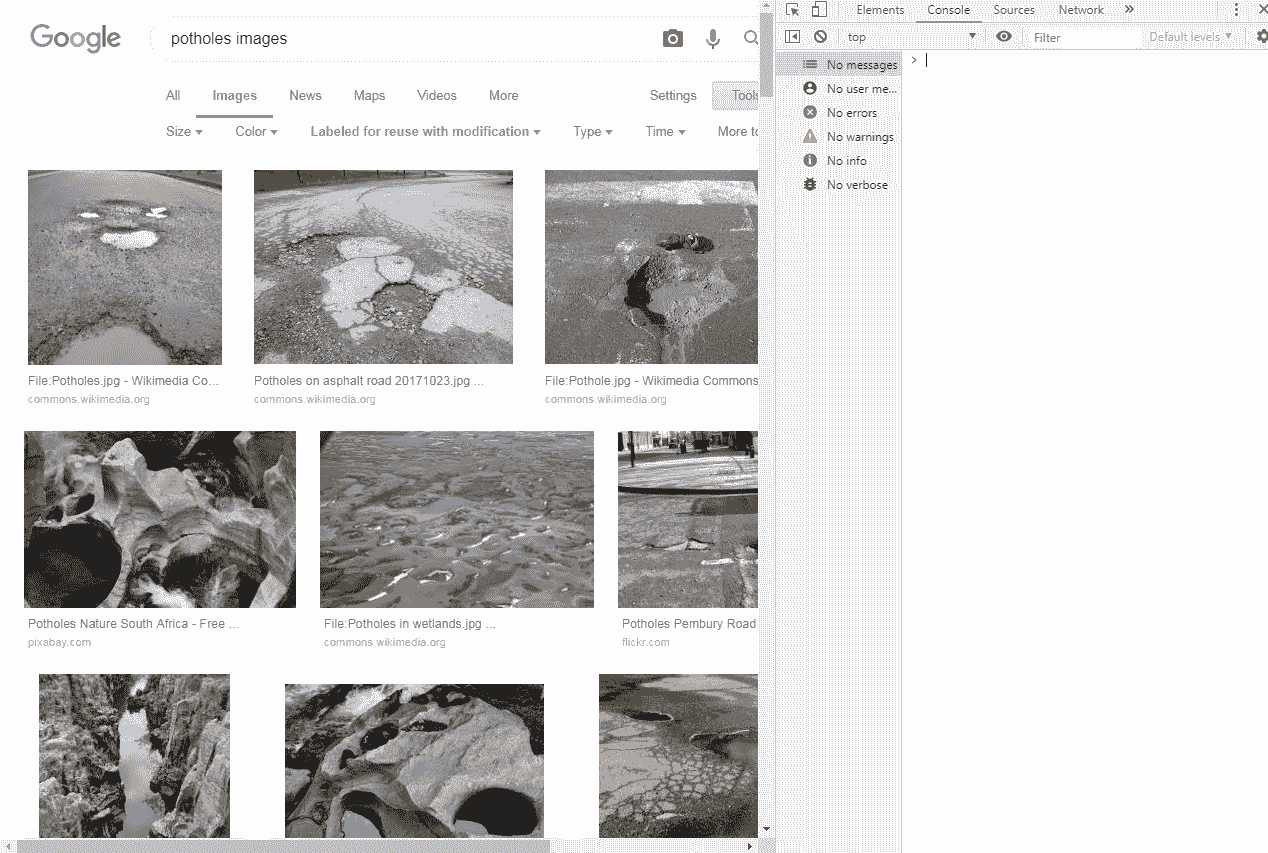 Google
potholes images
All Images News Maps Videos More Settings Tools
Size Color Labeled for reuse with modification Type Time More to
File:Potholes.jpg - Wikimedia Co...
commons.wikimedia.org
Potholes on asphalt road 20171023.jpg ...
commons.wikimedia.org
File:Pothole.jpg - Wikimedia Commons
commons.wikimedia.org
Potholes Nature South Africa - Free ...
pixabay.com
File:Potholes in wetlands.jpg ...
commons.wikimedia.org
Potholes Pembury Road
flickr.com
Elements Console Sources Network
top Filter Default levels
No messages
No user me...
No errors
No warnings
No info
No verbose